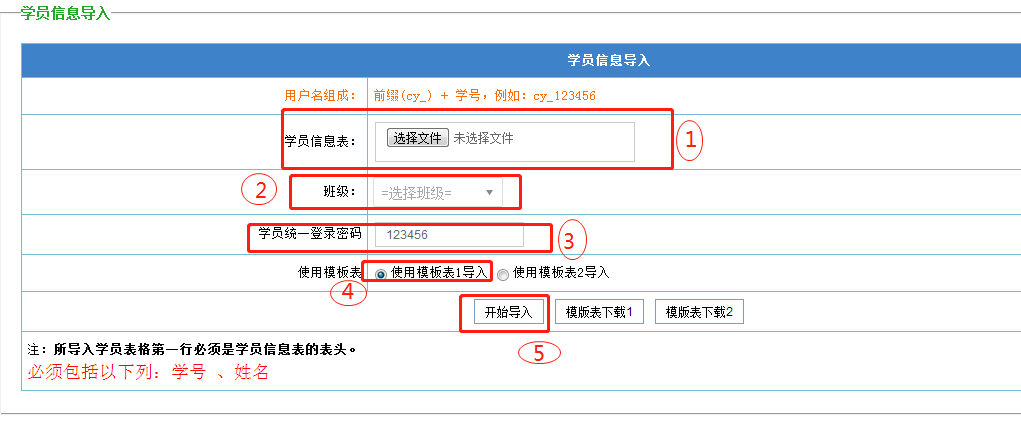 学员信息导入
学员信息导入
用户名组成： 前缀(cy_) + 学号，例如：cy_123456
学员信息表： 选择文件 未选择文件 1
2 班级： =选择班级=
学员统一登录密码 123456 3
使用模板表 使用模板表1导入 使用模板表2导入
4
开始导入 模版表下载1 模版表下载2
5
注：所导入学员表格第一行必须是学员信息表的表头。
必须包括以下列：学号 、姓名